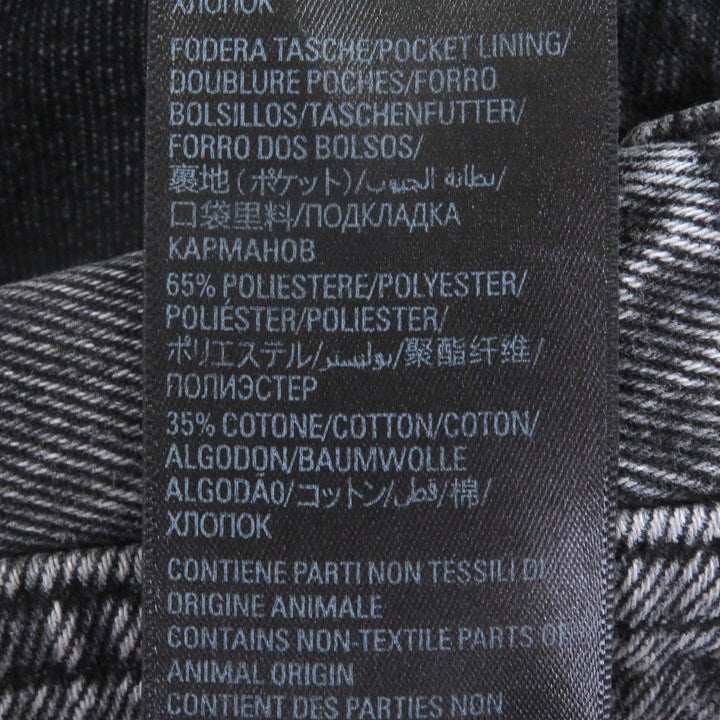 ХЛОПОК
FODERA TASCHE/POCKET LINING/
DOUBLURE POCHES/FORRO
BOLSILLOS/TASCHENFUTTER/
FORRO DOS BOLSOS/
裏地(ポケット)/بطانة الجيوب/
口袋里料/ПОДКЛАДКА
КАРМАНОВ
65% POLIESTERE/POLYESTER/
POLIÉSTER/POLIESTER/
ポリエステル/بوليستر/聚酯纤维/
ПОЛИЭСТЕР
35% COTONE/COTTON/COTON/
ALGODON/BAUMWOLLE
ALGODÃO/コットン/قطن/棉/
ХЛОПОК
CONTIENE PARTI NON TESSILI DI
ORIGINE ANIMALE
CONTAINS NON-TEXTILE PARTS OF
ANIMAL ORIGIN
CONTIENT DES PARTIES NON